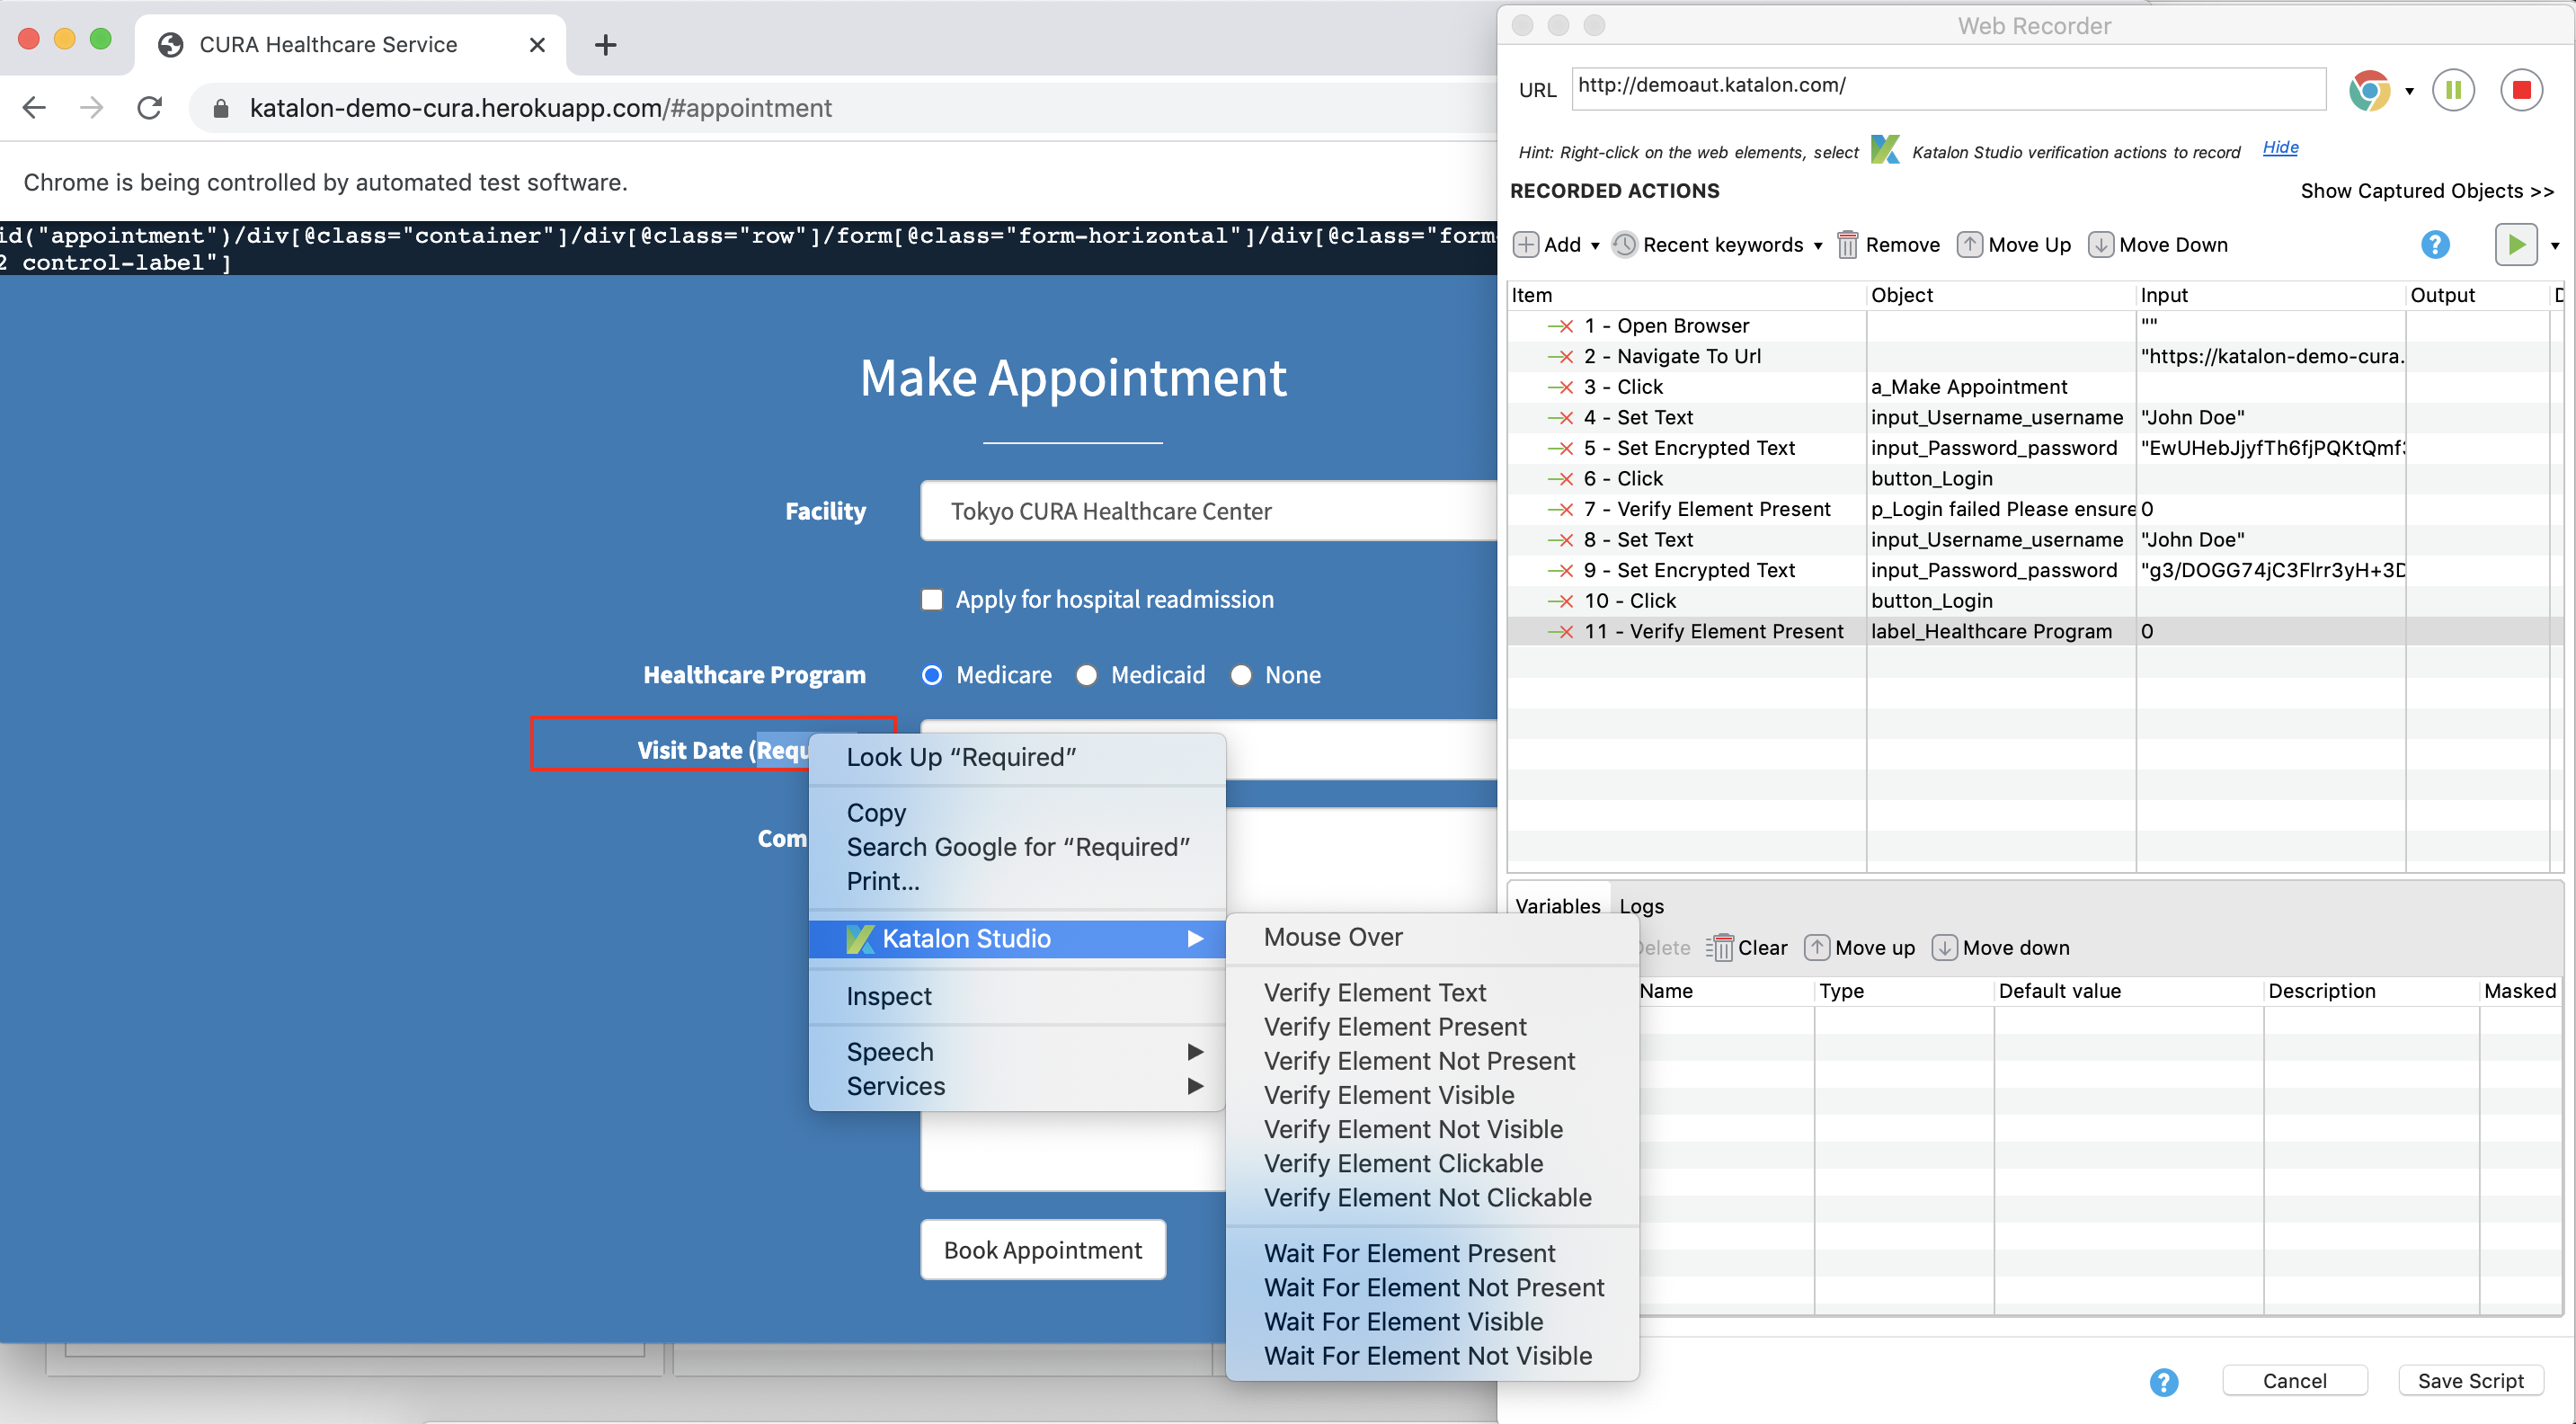 CURA Healthcare Service
katalon-demo-cura.herokuapp.com/#appointment
Chrome is being controlled by automated test software.
id("appointment")/div[@class="container"]/div[@class="row"]/form[@class="form-horizontal"]/div[@class="form-
2 control-label"]
Make Appointment
Facility
Tokyo CURA Healthcare Center
Apply for hospital readmission
Healthcare Program
Medicare
Medicaid
None
Visit Date (Requ
Com
Book Appointment
Look Up “Required”
Copy
Search Google for “Required”
Print...
Katalon Studio
Inspect
Speech
Services
Mouse Over
Verify Element Text
Verify Element Present
Verify Element Not Present
Verify Element Visible
Verify Element Not Visible
Verify Element Clickable
Verify Element Not Clickable
Wait For Element Present
Wait For Element Not Present
Wait For Element Visible
Wait For Element Not Visible
Web Recorder
URL
http://demoaut.katalon.com/
Hint: Right-click on the web elements, select Katalon Studio verification actions to record Hide
RECORDED ACTIONS
Show Captured Objects >>
Add Recent keywords Remove Move Up Move Down
Item Object Input Output D
1 - Open Browser ""
2 - Navigate To Url "https://katalon-demo-cura.
3 - Click a_Make Appointment
4 - Set Text input_Username_username "John Doe"
5 - Set Encrypted Text input_Password_password "EwUHebJjyfTh6fjPQKtQmf
6 - Click button_Login
7 - Verify Element Present p_Login failed Please ensure 0
8 - Set Text input_Username_username "John Doe"
9 - Set Encrypted Text input_Password_password "g3/DOGG74jC3Flrr3yH+3D
10 - Click button_Login
11 - Verify Element Present label_Healthcare Program 0
Variables Logs
Delete Clear Move up Move down
Name Type Default value Description Masked
Cancel
Save Script